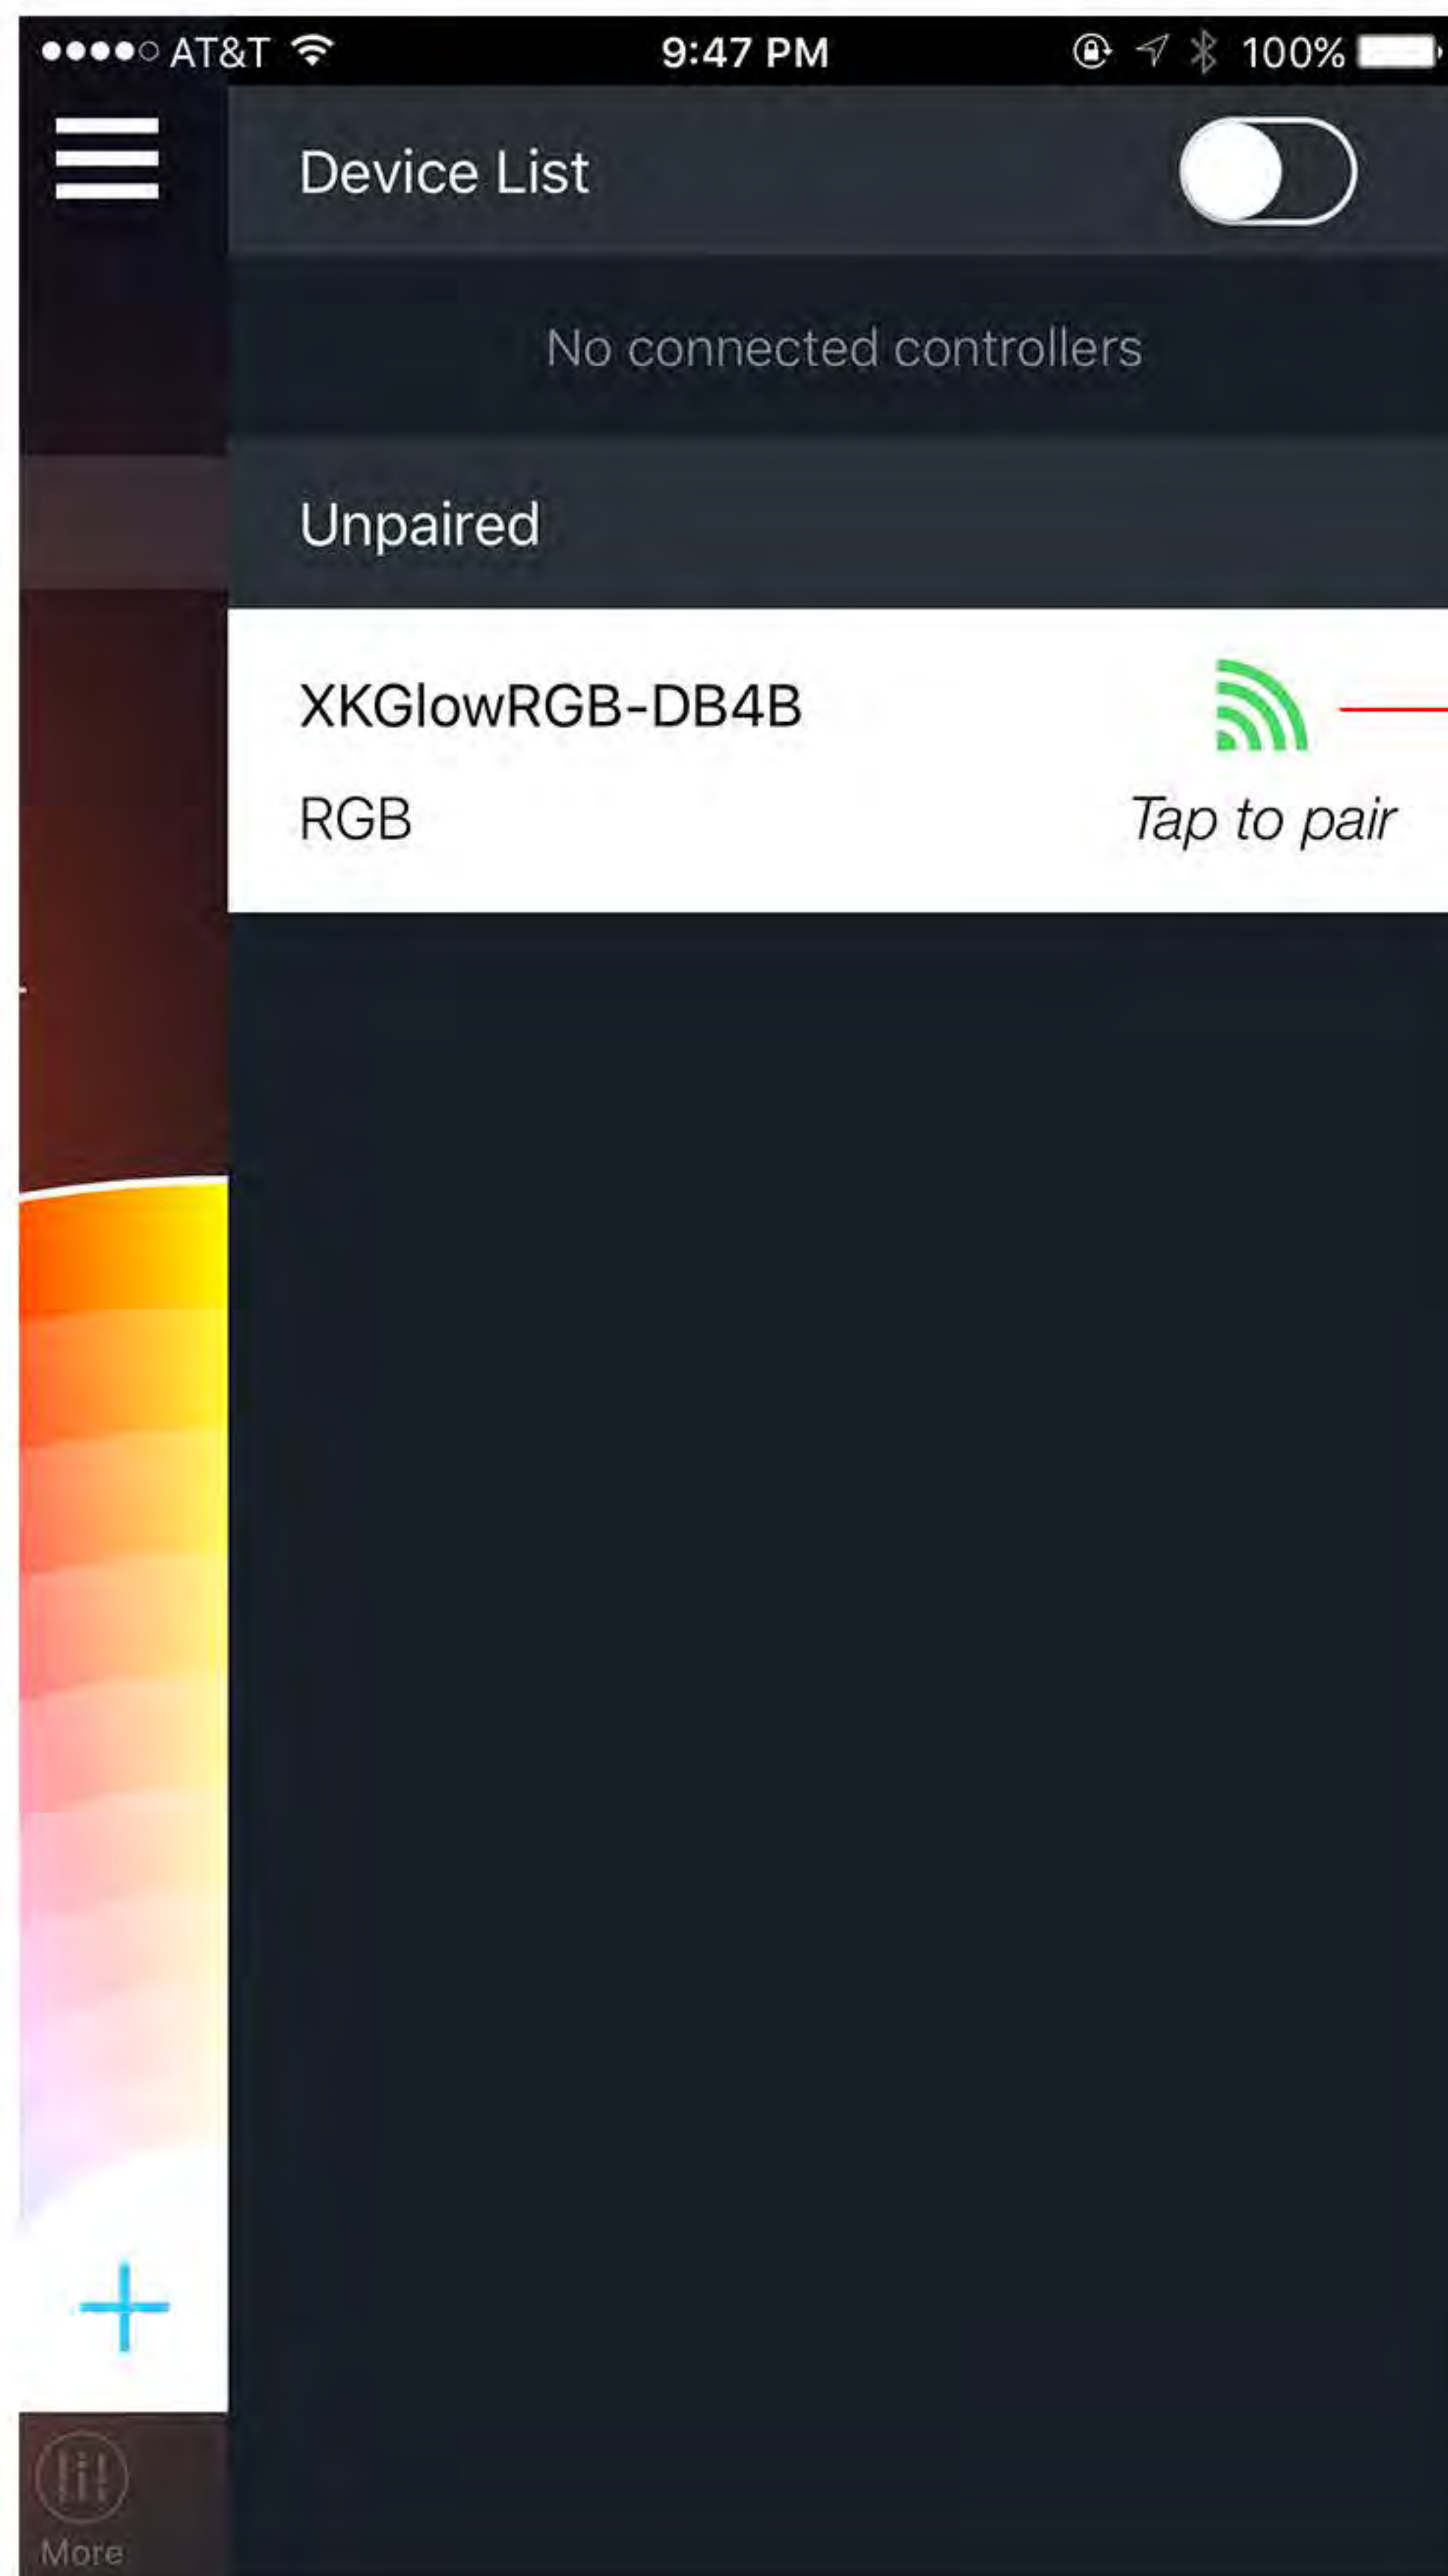 AT&T 9:47 PM 100%
Device List
No connected controllers
Unpaired
XKGlowRGB-DB4B
RGB Tap to pair
More